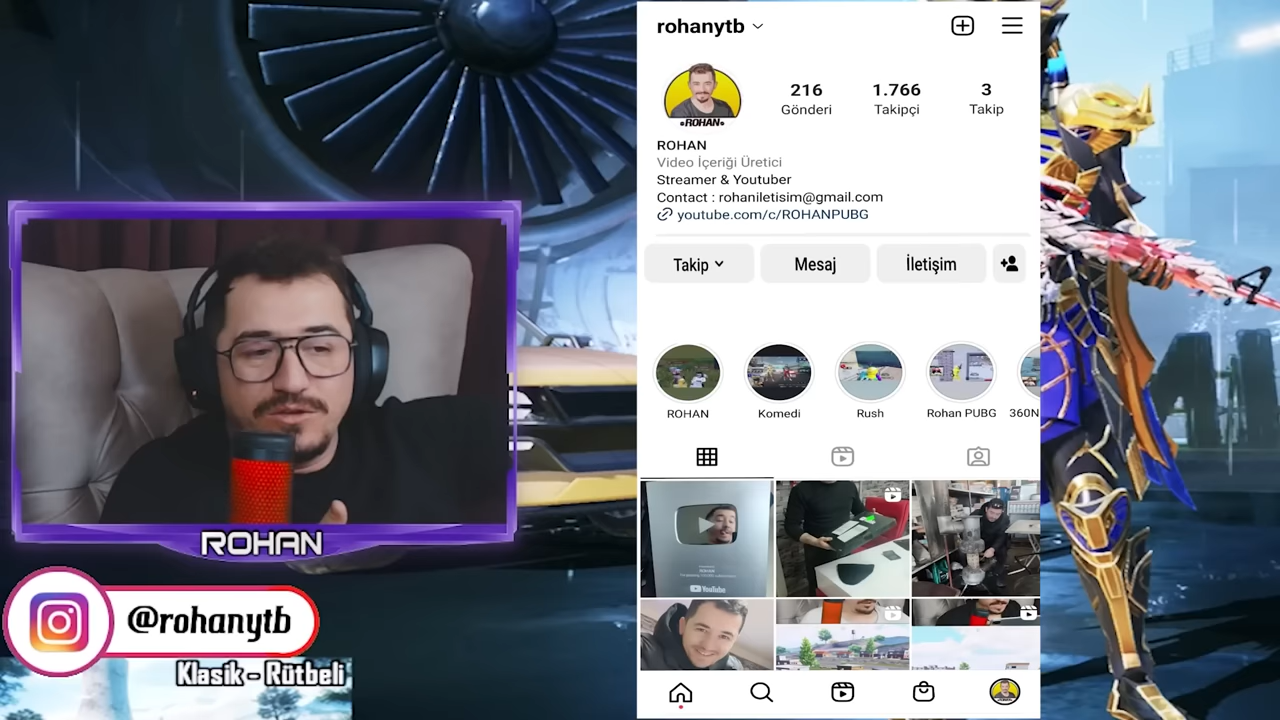 rohanytb
•ROHAN•
216
Gönderi
1.766
Takipçi
3
Takip
ROHAN
Video İçeriği Üretici
Streamer & Youtuber
Contact : rohaniletisim@gmail.com
youtube.com/c/ROHANPUBG
Takip
Mesaj
İletişim
ROHAN
Komedi
Rush
Rohan PUBG
360N
YouTube
ROHAN
@rohanytb
Klasik - Rütbeli